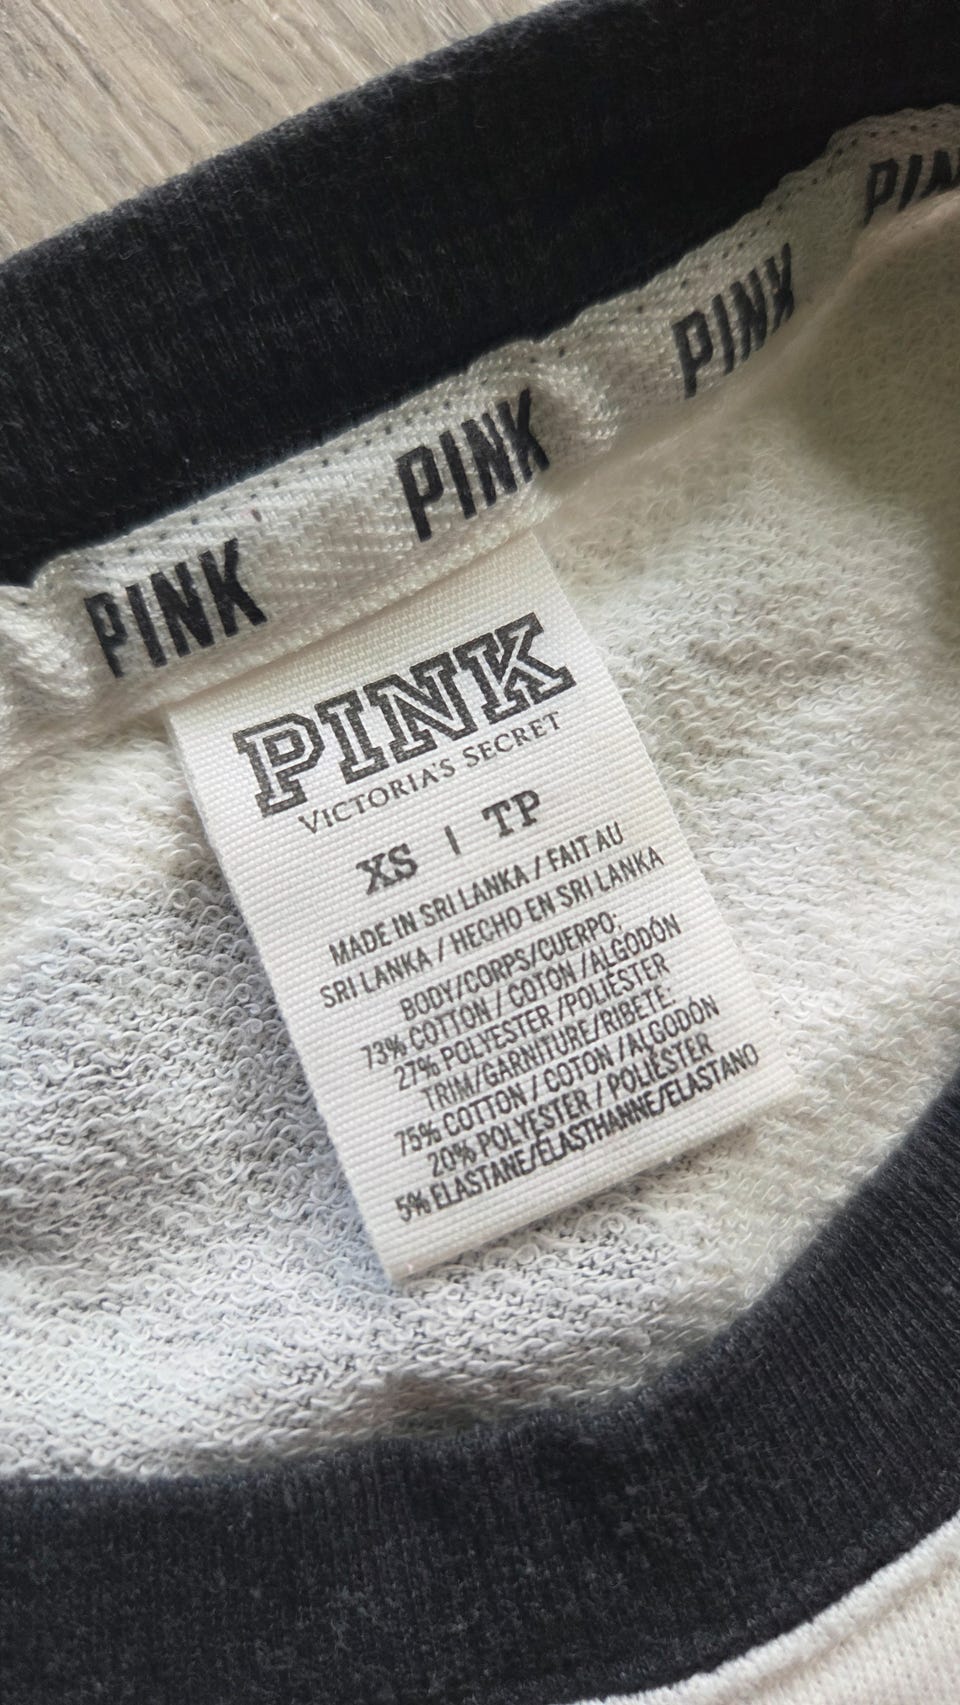 PINK
PINK
PINK
PINK
PINK
VICTORIA'S SECRET
XS | TP
MADE IN SRI LANKA / FAIT AU
SRI LANKA / HECHO EN SRI LANKA
BODY/CORPS/CUERPO;
73% COTTON / COTON /ALGODÓN
27% POLYESTER /POLIÉSTER
TRIM/GARNITURE/RIBETE:
75% COTTON / COTON /ALGODÓN
20% POLYESTER / POLIÉSTER
5% ELASTANE/ÉLASTHANNE/ELASTANO